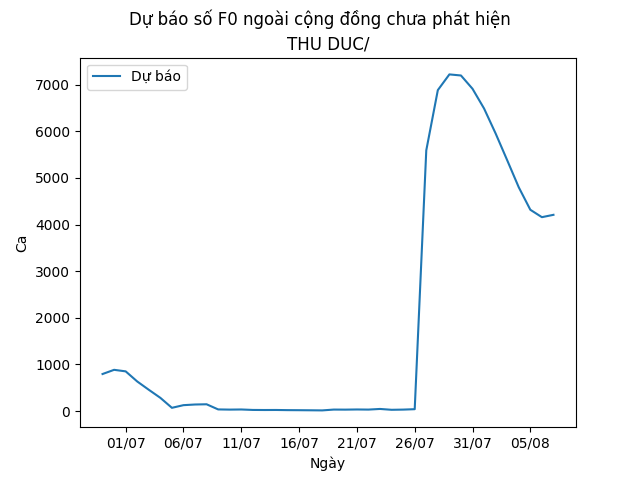 Dự báo số F0 ngoài cộng đồng chưa phát hiện
THU DUC/
Dự báo
7000
6000
5000
4000
3000
2000
1000
0
Ca
01/07 06/07 11/07 16/07 21/07 26/07 31/07 05/08
Ngày